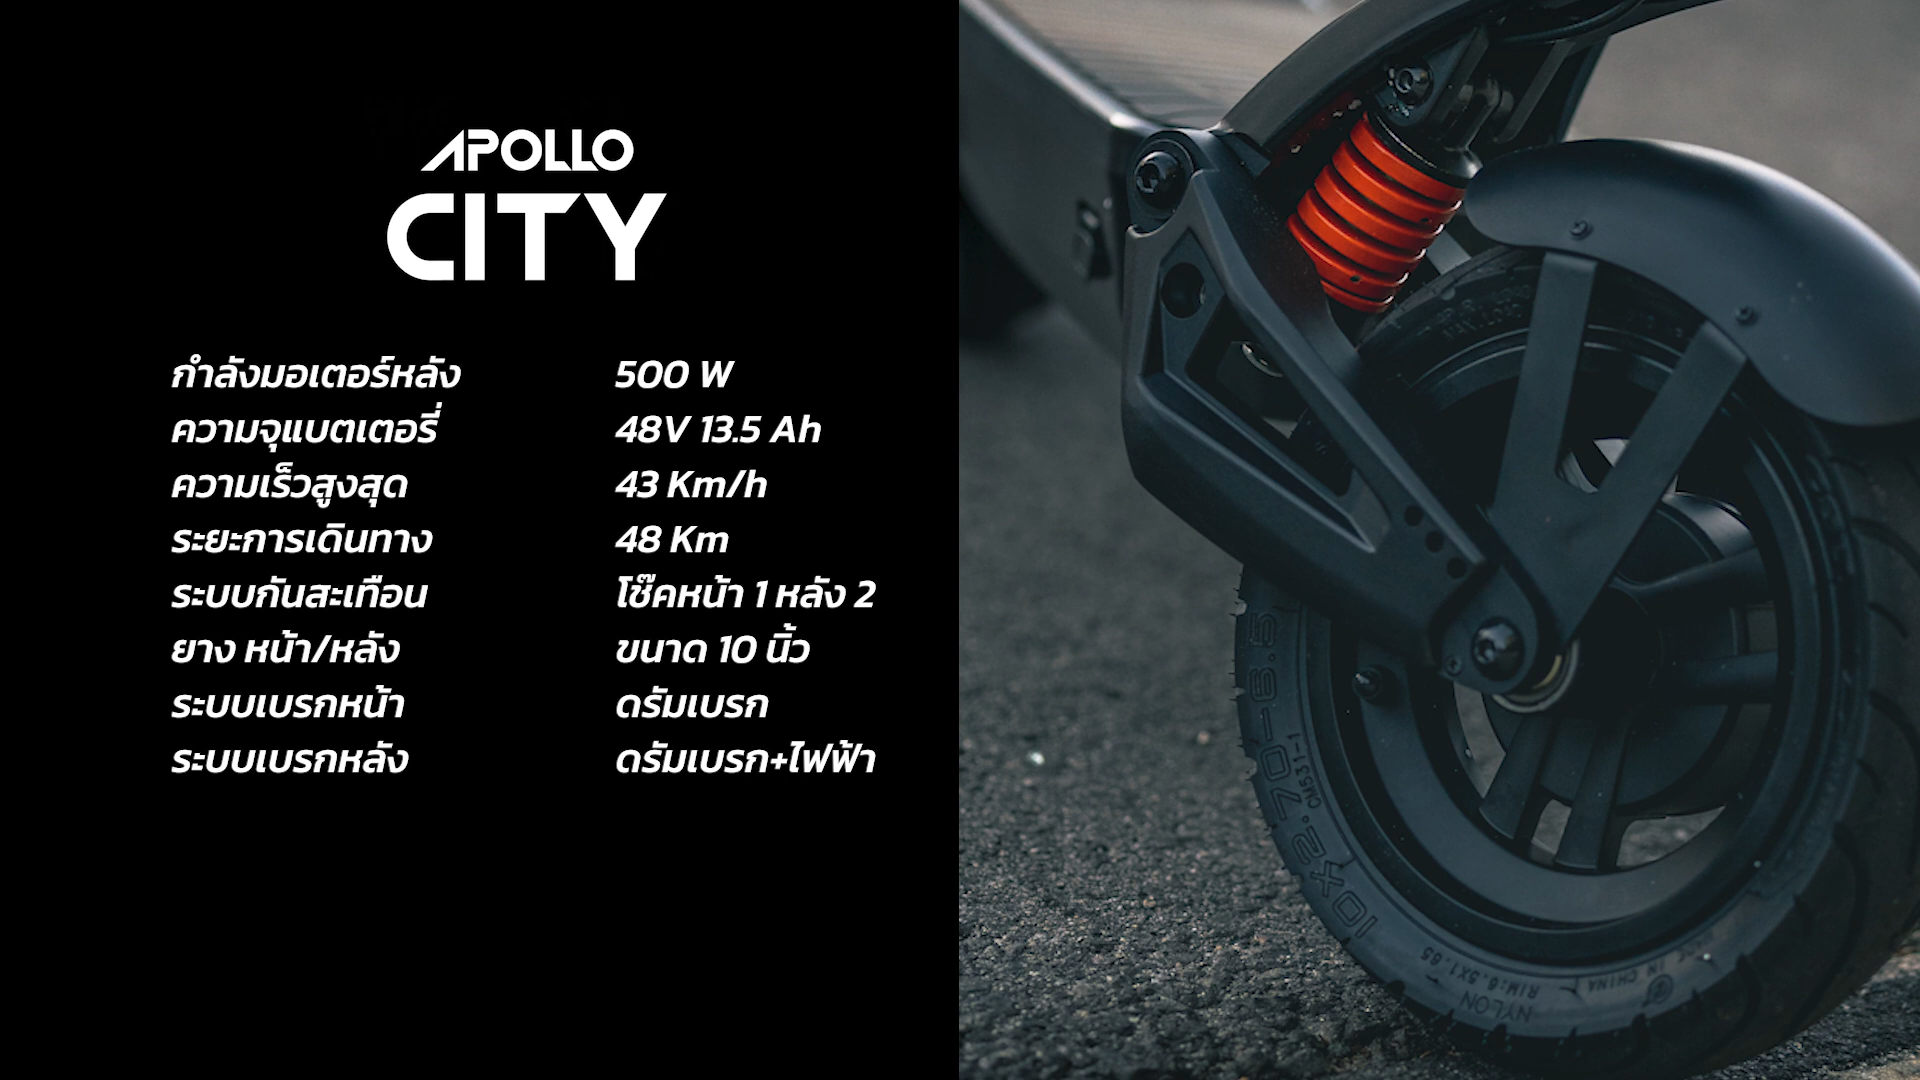 APOLLO
CITY
กำลังมอเตอร์หลัง 500 W
ความจุแบตเตอรี่ 48V 13.5 Ah
ความเร็วสูงสุด 43 Km/h
ระยะการเดินทาง 48 Km
ระบบกันสะเทือน โช๊คหน้า 1 หลัง 2
ยาง หน้า/หลัง ขนาด 10 นิ้ว
ระบบเบรกหน้า ดรัมเบรก
ระบบเบรกหลัง ดรัมเบรก+ไฟฟ้า
10x2.70-6.5
CM531-1
NYLON
RIM:6.5X1.65
IN CHINA